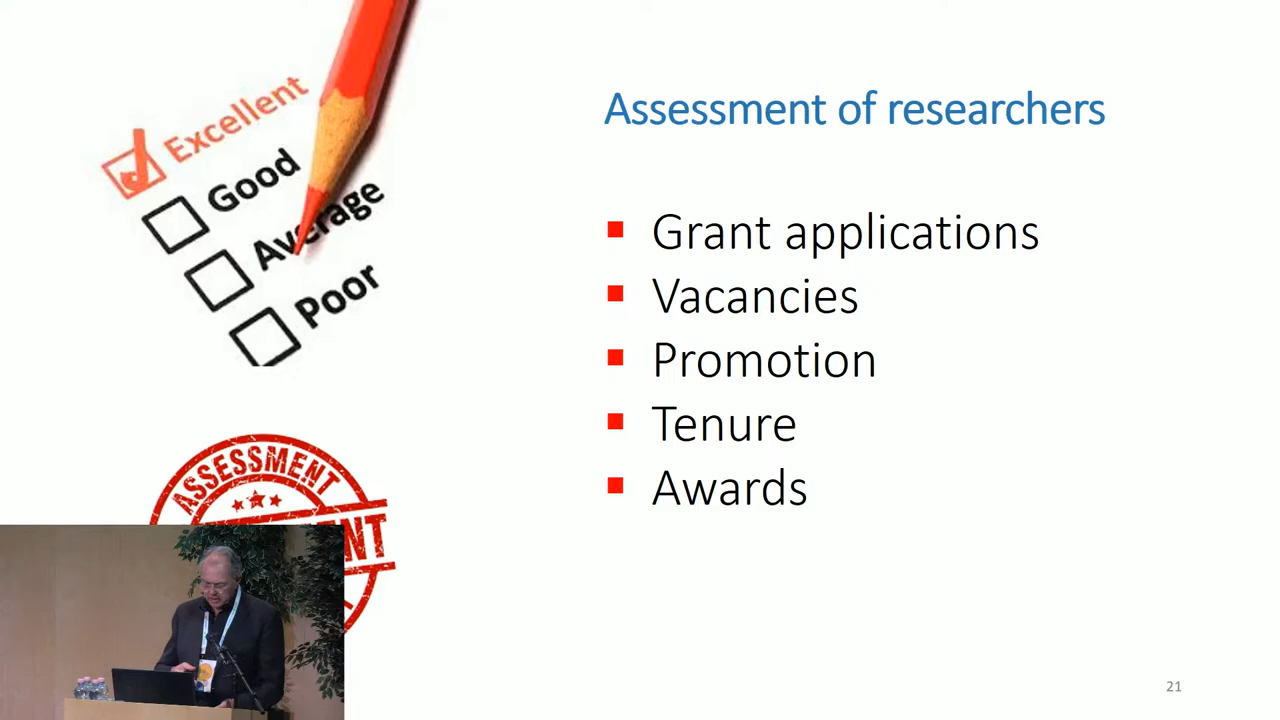 Assessment of researchers
Grant applications
Vacancies
Promotion
Tenure
Awards
Excellent
Good
Average
Poor
ASSESSMENT
21